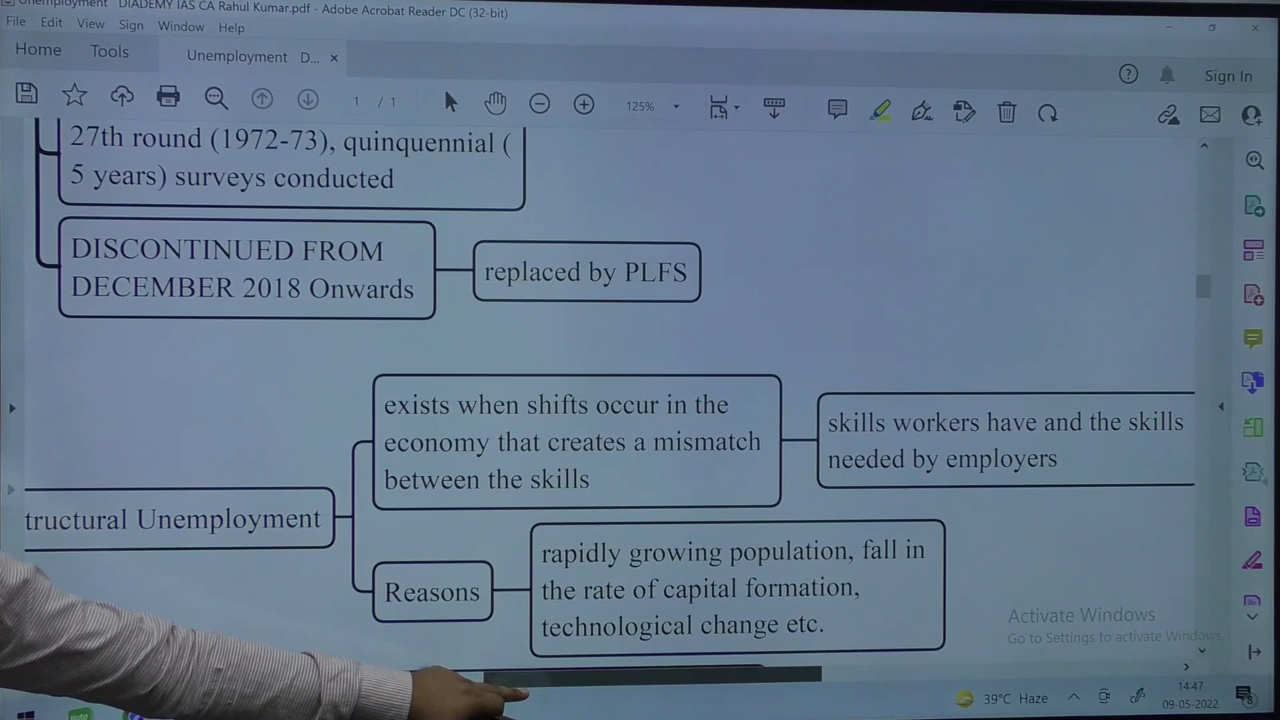 Unemployment DIADEMY IAS CA Rahul Kumar.pdf - Adobe Acrobat Reader DC (32-bit)
File Edit View Sign Window Help
Home Tools Unemployment D... ×
Sign In
1 / 1
125%
27th round (1972-73), quinquennial (
5 years) surveys conducted
DISCONTINUED FROM
DECEMBER 2018 Onwards
replaced by PLFS
exists when shifts occur in the
economy that creates a mismatch
between the skills
skills workers have and the skills
needed by employers
tructural Unemployment
Reasons
rapidly growing population, fall in
the rate of capital formation,
technological change etc.
Activate Windows
Go to Settings to activate Windows.
39°C Haze
14:47
09-05-2022